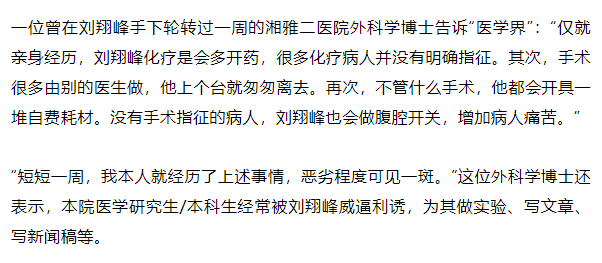 一位曾在刘翔峰手下轮转过一周的湘雅二医院外科学博士告诉“医学界”：“仅就
亲身经历，刘翔峰化疗是会多开药，很多化疗病人并没有明确指征。其次，手术
很多由别的医生做，他上个台就匆匆离去。再次，不管什么手术，他都会开具一
堆自费耗材。没有手术指征的病人，刘翔峰也会做腹腔开关，增加病人痛苦。”
“短短一周，我本人就经历了上述事情，恶劣程度可见一斑。”这位外科学博士还
表示，本院医学研究生/本科生经常被刘翔峰威逼利诱，为其做实验、写文章、
写新闻稿等。